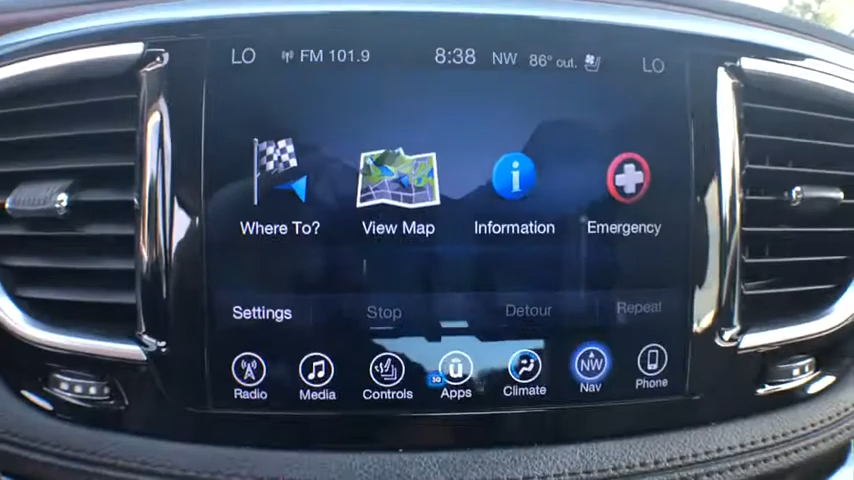 LO FM 101.9 8:38 NW 86° out. LO
Where To? View Map Information Emergency
Settings Stop Detour Repeat
NW
Radio Media Controls Apps Climate Nav Phone